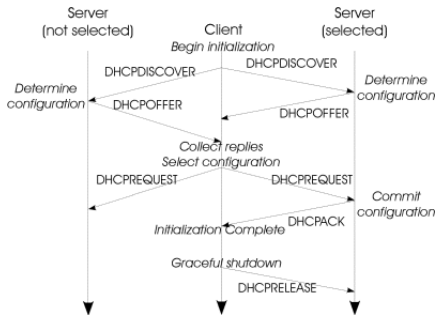 Server
(not selected)
Client
Server
(selected)
Begin initialization
DHCPDISCOVER
DHCPDISCOVER
Determine
configuration
Determine
configuration
DHCPOFFER
DHCPOFFER
Collect replies
Select configuration
DHCPREQUEST
DHCPREQUEST
Commit
configuration
DHCPACK
Initialization Complete
Graceful shutdown
DHCPRELEASE